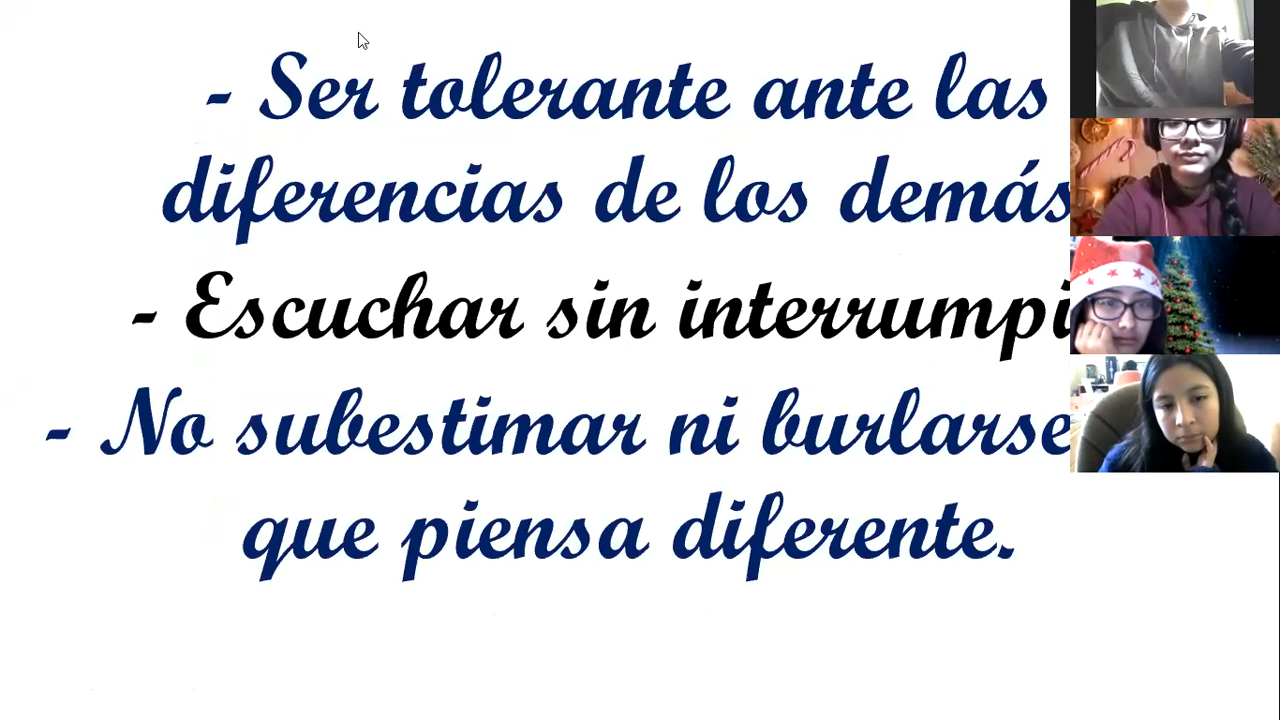 - Ser tolerante ante las
diferencias de los demás
- Escuchar sin interrumpi
- No subestimar ni burlarse
que piensa diferente.